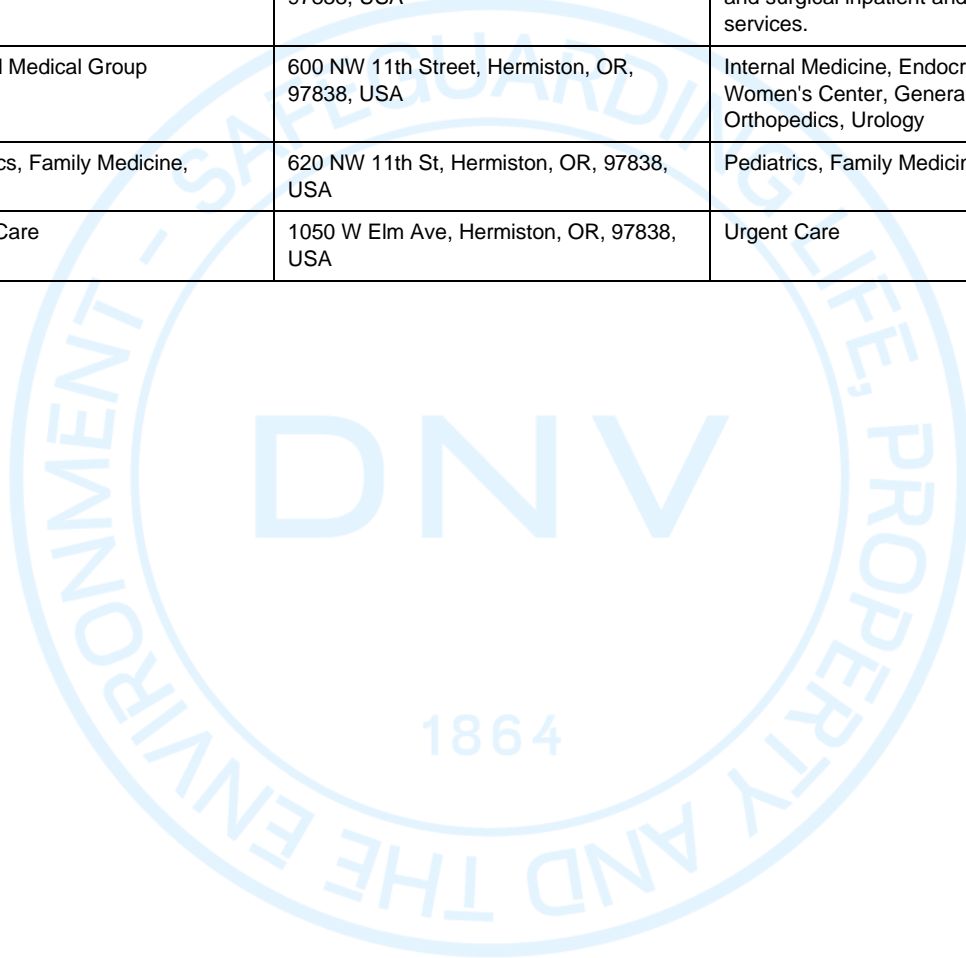 97838, USA
and surgical inpatient and
services.
l Medical Group
600 NW 11th Street, Hermiston, OR,
97838, USA
Internal Medicine, Endocr
Women's Center, Genera
Orthopedics, Urology
cs, Family Medicine,
620 NW 11th St, Hermiston, OR, 97838,
USA
Pediatrics, Family Medicin
Care
1050 W Elm Ave, Hermiston, OR, 97838,
USA
Urgent Care
SAFEGUARDING LIFE, PROPERTY AND THE ENVIRONMENT -
DNV
1864